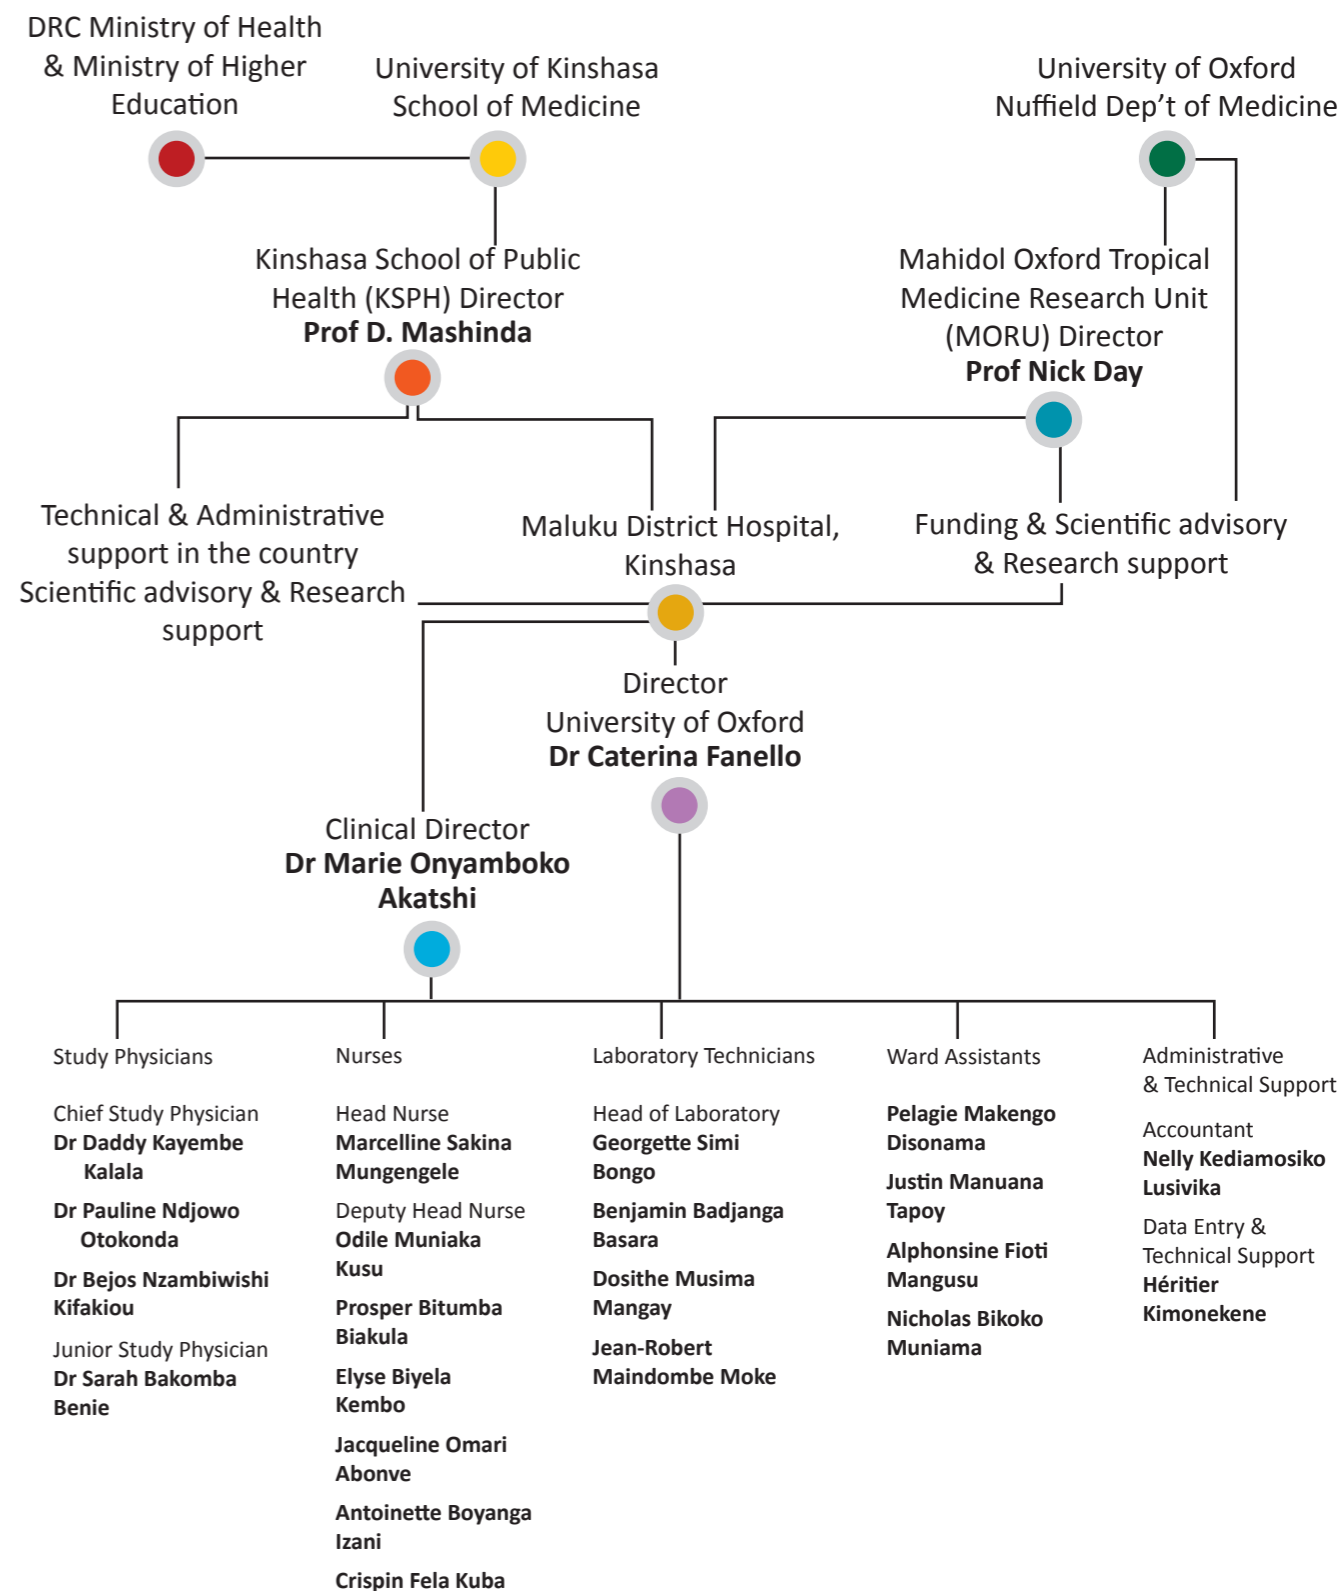 DRC Ministry of Health
& Ministry of Higher
Education
University of Kinshasa
School of Medicine
University of Oxford
Nuffield Dep't of Medicine
Kinshasa School of Public
Health (KSPH) Director
Prof D. Mashinda
Mahidol Oxford Tropical
Medicine Research Unit
(MORU) Director
Prof Nick Day
Technical & Administrative
support in the country
Scientific advisory & Research
support
Maluku District Hospital,
Kinshasa
Funding & Scientific advisory
& Research support
Director
University of Oxford
Dr Caterina Fanello
Clinical Director
Dr Marie Onyamboko
Akatshi
Study Physicians
Chief Study Physician
Dr Daddy Kayembe
Kalala
Dr Pauline Ndjowo
Otokonda
Dr Bejos Nzambiwishi
Kifakiou
Junior Study Physician
Dr Sarah Bakomba
Benie
Nurses
Head Nurse
Marcelline Sakina
Mungengele
Deputy Head Nurse
Odile Muniaka
Kusu
Prosper Bitumba
Biakula
Elyse Biyela
Kembo
Jacqueline Omari
Abonve
Antoinette Boyanga
Izani
Crispin Fela Kuba
Laboratory Technicians
Head of Laboratory
Georgette Simi
Bongo
Benjamin Badjanga
Basara
Dosithe Musima
Mangay
Jean-Robert
Maindombe Moke
Ward Assistants
Pelagie Makengo
Disonama
Justin Manuana
Tapoy
Alphonsine Fioti
Mangusu
Nicholas Bikoko
Muniama
Administrative
& Technical Support
Accountant
Nelly Kediamosiko
Lusivika
Data Entry &
Technical Support
Héritier
Kimonekene